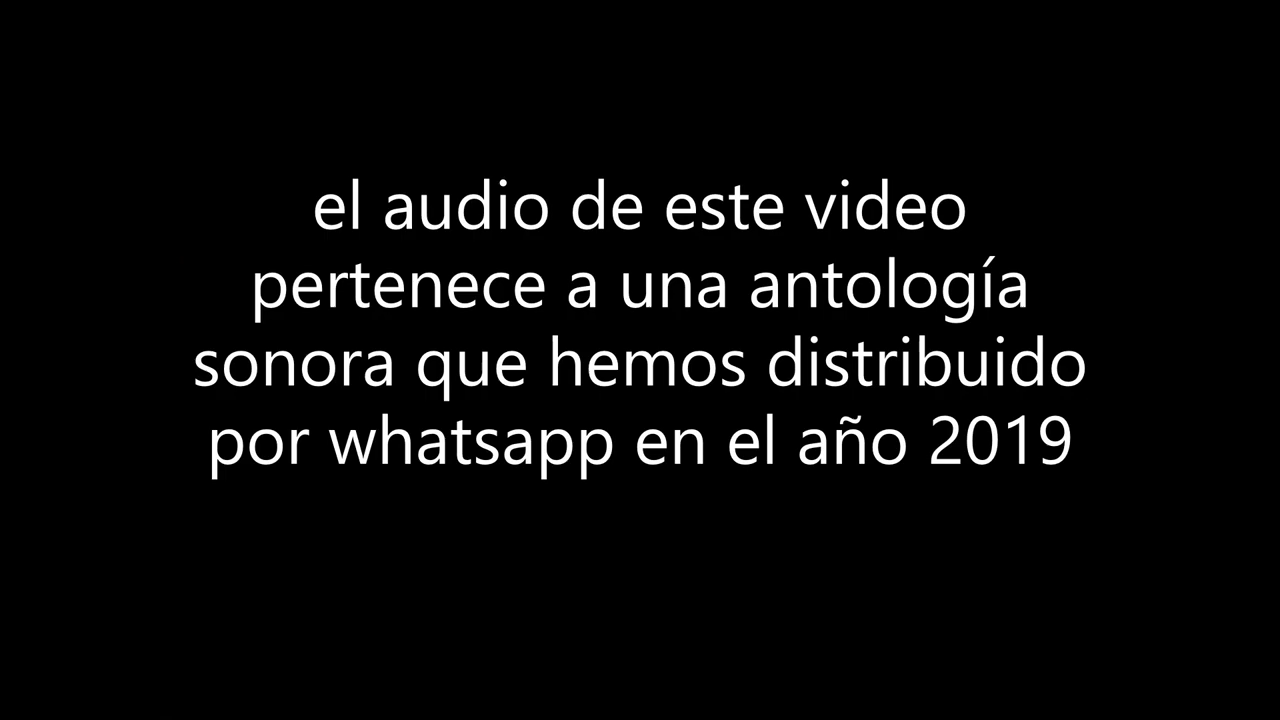 el audio de este video
pertenece a una antología
sonora que hemos distribuido
por whatsapp en el año 2019